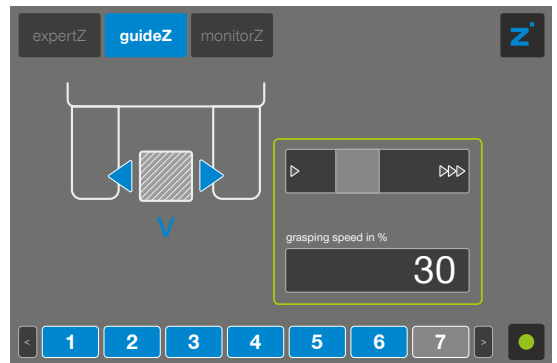 expertZ guideZ monitorZ z
V
grasping speed in %
30
< 1 2 3 4 5 6 7 >